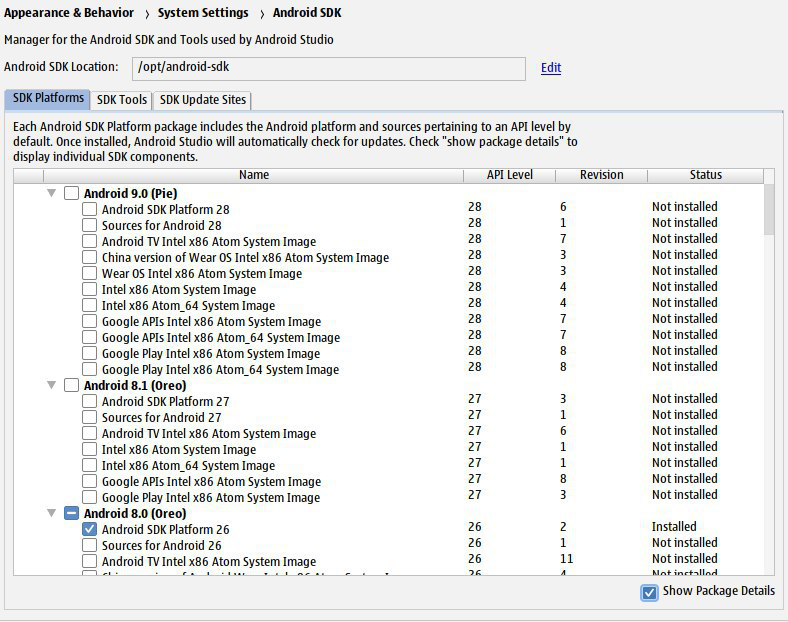 Appearance & Behavior › System Settings › Android SDK
Manager for the Android SDK and Tools used by Android Studio
Android SDK Location: /opt/android-sdk Edit
SDK Platforms SDK Tools SDK Update Sites
Each Android SDK Platform package includes the Android platform and sources pertaining to an API level by
default. Once installed, Android Studio will automatically check for updates. Check "show package details" to
display individual SDK components.
Name API Level Revision Status
Android 9.0 (Pie)
Android SDK Platform 28 28 6 Not installed
Sources for Android 28 28 1 Not installed
Android TV Intel x86 Atom System Image 28 7 Not installed
China version of Wear OS Intel x86 Atom System Image 28 3 Not installed
Wear OS Intel x86 Atom System Image 28 3 Not installed
Intel x86 Atom System Image 28 4 Not installed
Intel x86 Atom_64 System Image 28 4 Not installed
Google APIs Intel x86 Atom System Image 28 7 Not installed
Google APIs Intel x86 Atom_64 System Image 28 7 Not installed
Google Play Intel x86 Atom System Image 28 8 Not installed
Google Play Intel x86 Atom_64 System Image 28 8 Not installed
Android 8.1 (Oreo)
Android SDK Platform 27 27 3 Not installed
Sources for Android 27 27 1 Not installed
Android TV Intel x86 Atom System Image 27 6 Not installed
Intel x86 Atom System Image 27 1 Not installed
Intel x86 Atom_64 System Image 27 1 Not installed
Google APIs Intel x86 Atom System Image 27 8 Not installed
Google Play Intel x86 Atom System Image 27 3 Not installed
Android 8.0 (Oreo)
Android SDK Platform 26 26 2 Installed
Sources for Android 26 26 1 Not installed
Android TV Intel x86 Atom System Image 26 11 Not installed
Show Package Details